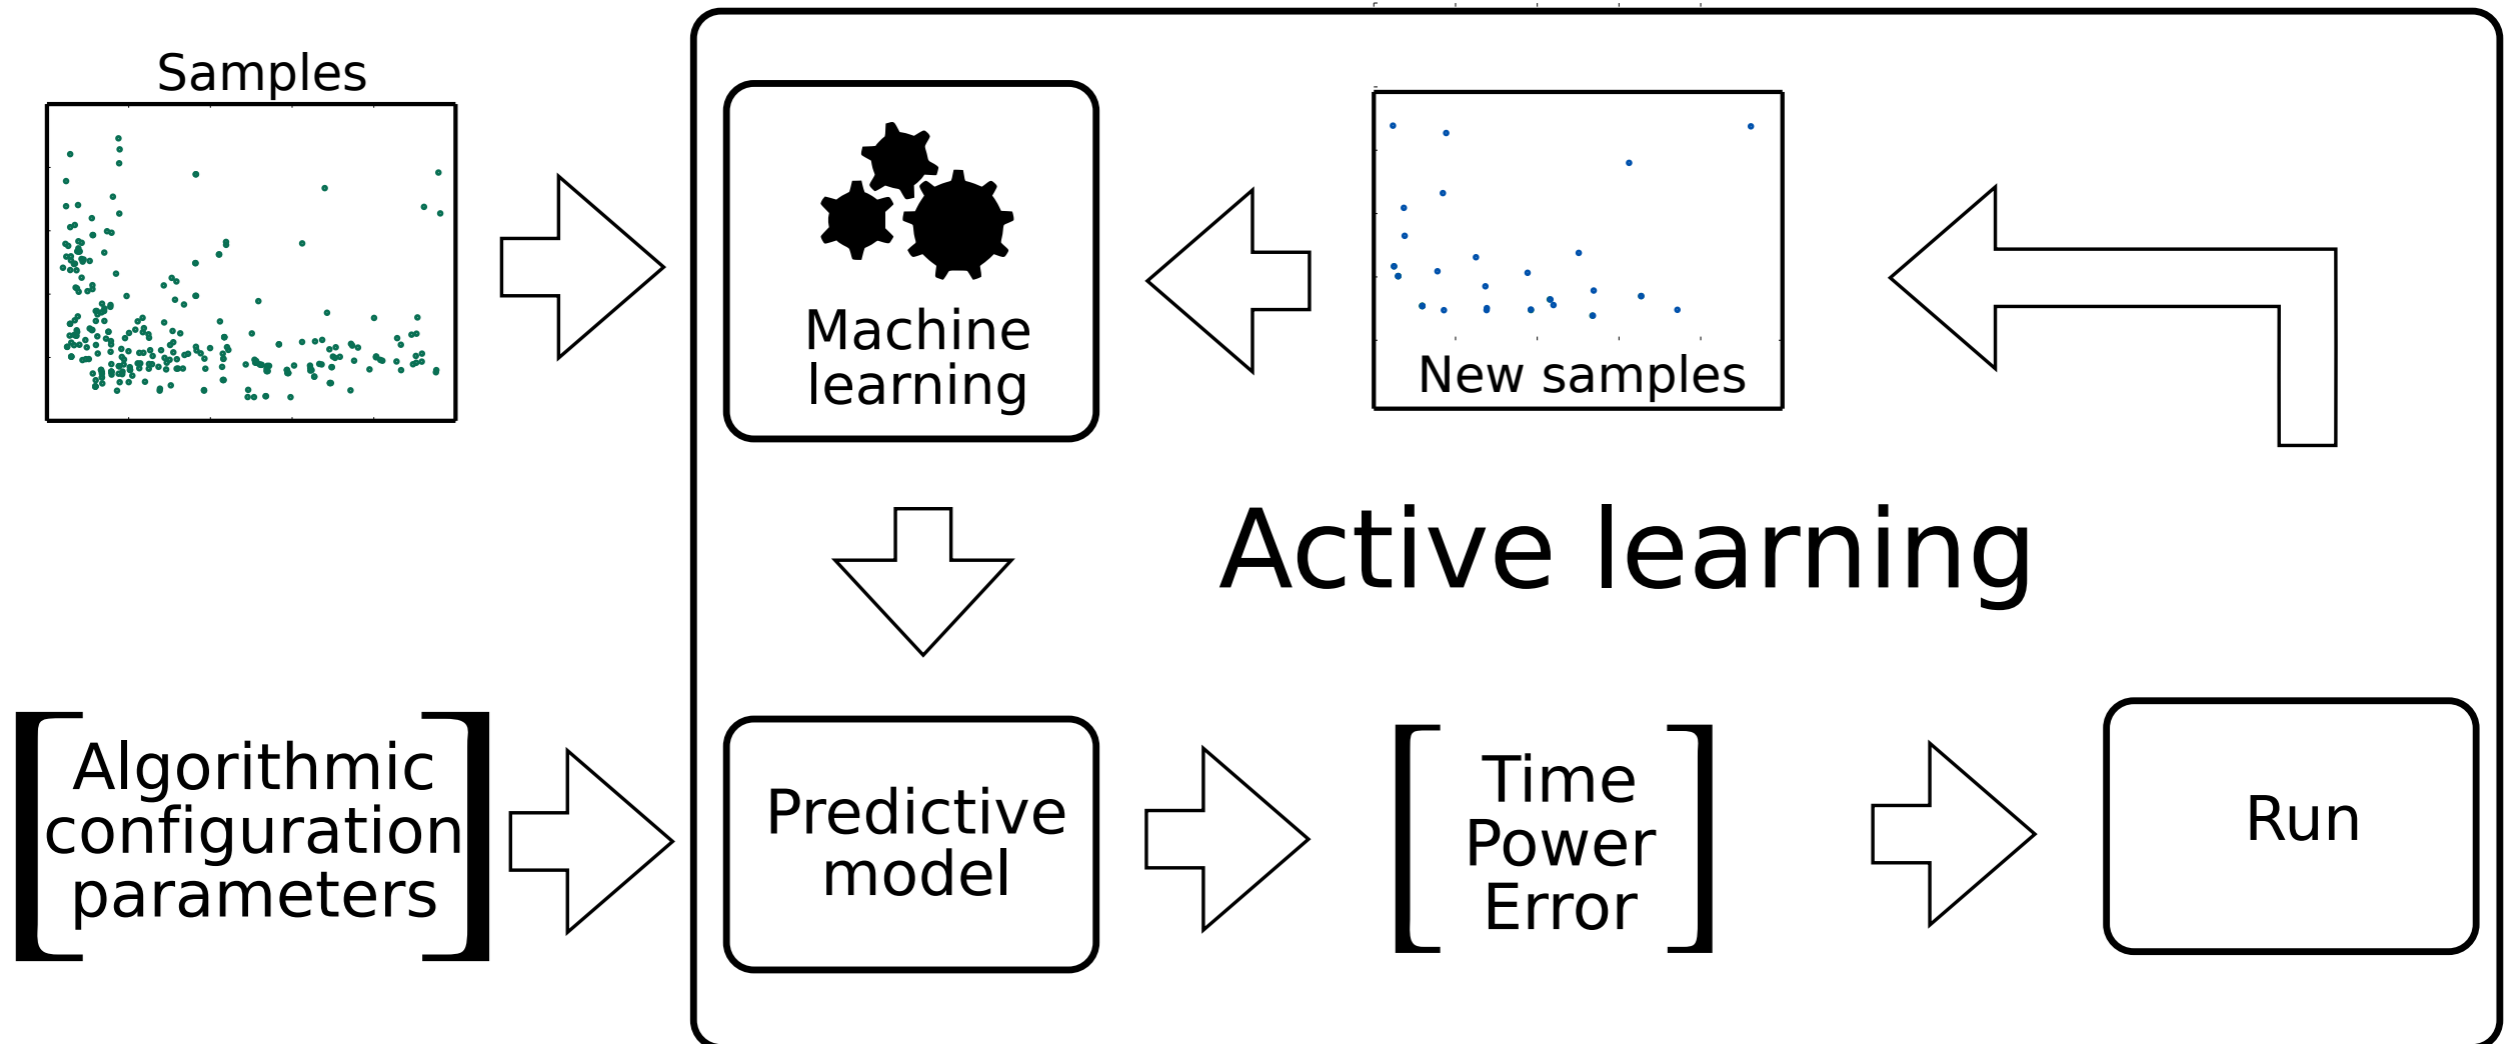 Samples
Machine
learning
New samples
Active learning
Algorithmic
configuration
parameters
Predictive
model
Time
Power
Error
Run